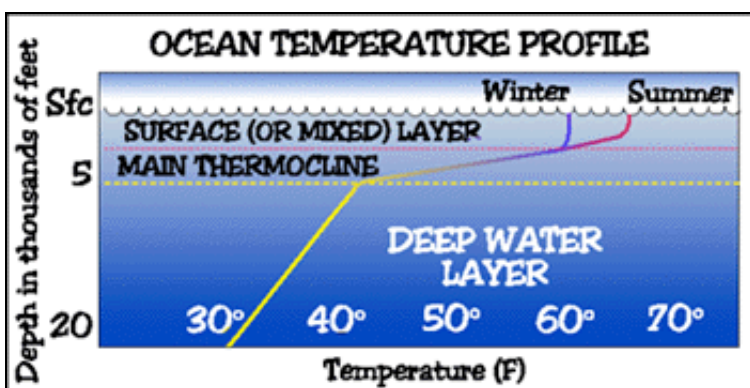 OCEAN TEMPERATURE PROFILE
Depth in thousands of feet
Sfc
Winter Summer
SURFACE (OR MIXED) LAYER
MAIN THERMOCLINE
5
DEEP WATER
LAYER
20
30° 40° 50° 60° 70°
Temperature (F)